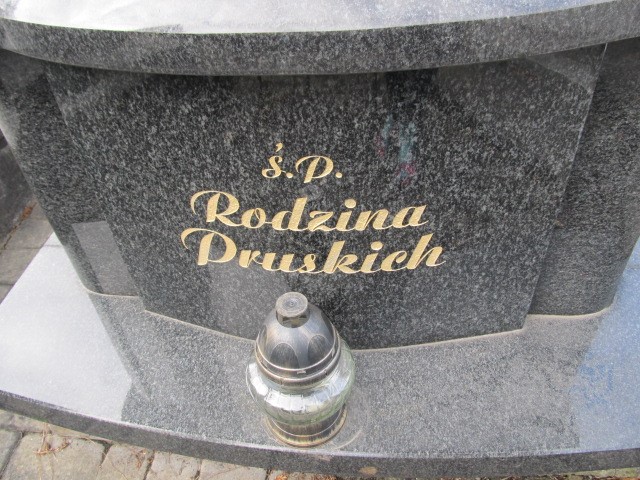 ś.p.
Rodzina
Pruskich